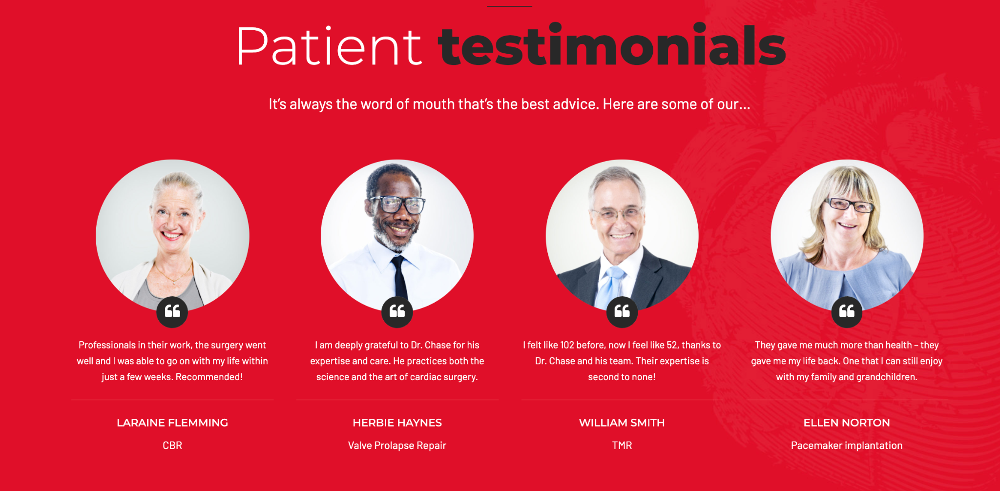 Patient testimonials
It’s always the word of mouth that’s the best advice. Here are some of our...
Professionals in their work, the surgery went
well and I was able to go on with my life within
just a few weeks. Recommended!
LARAINE FLEMMING
CBR
I am deeply grateful to Dr. Chase for his
expertise and care. He practices both the
science and the art of cardiac surgery.
HERBIE HAYNES
Valve Prolapse Repair
I felt like 102 before, now I feel like 52, thanks to
Dr. Chase and his team. Their expertise is
second to none!
WILLIAM SMITH
TMR
They gave me much more than health – they
gave me my life back. One that I can still enjoy
with my family and grandchildren.
ELLEN NORTON
Pacemaker implantation